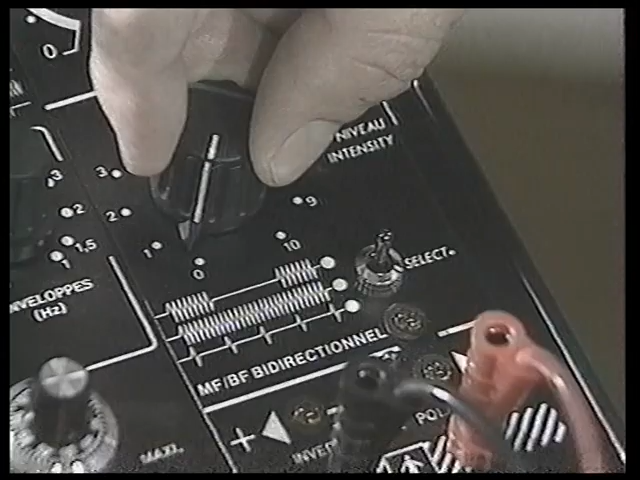 0
NIVEAU
INTENSITY
3
3
2
2
1,5
1
1
0
10
9
SELECT.
NVELOPPES
(Hz)
MF/BF BIDIRECTIONNEL
MAXI.
+
INVE
POL